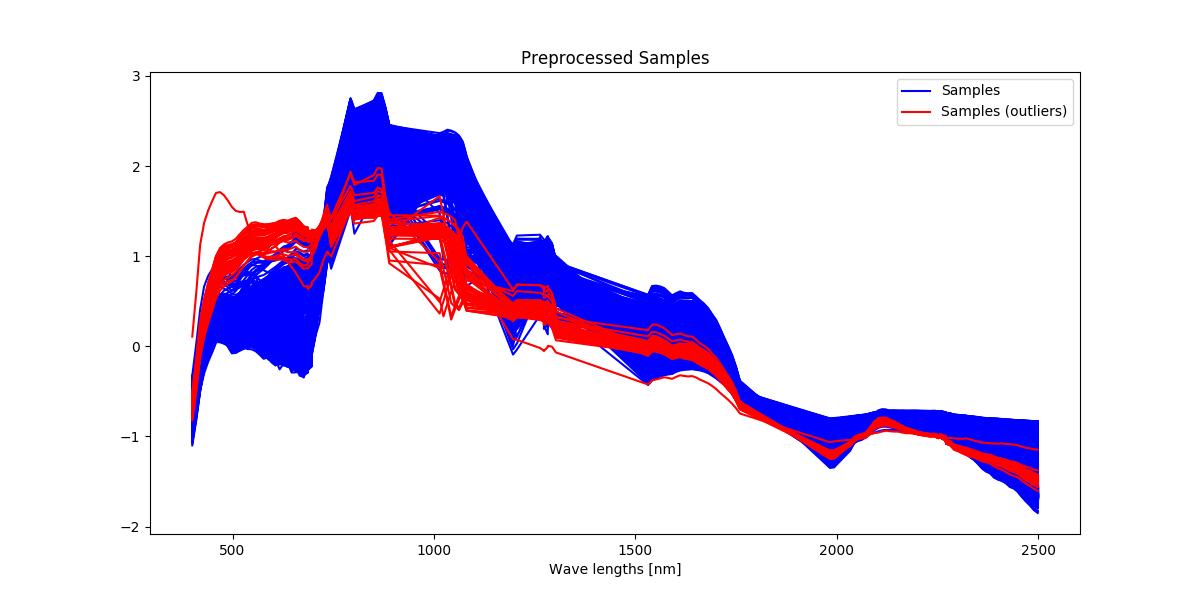 Preprocessed Samples
3
2
1
0
−1
−2
Samples
Samples (outliers)
500
1000
1500
2000
2500
Wave lengths [nm]